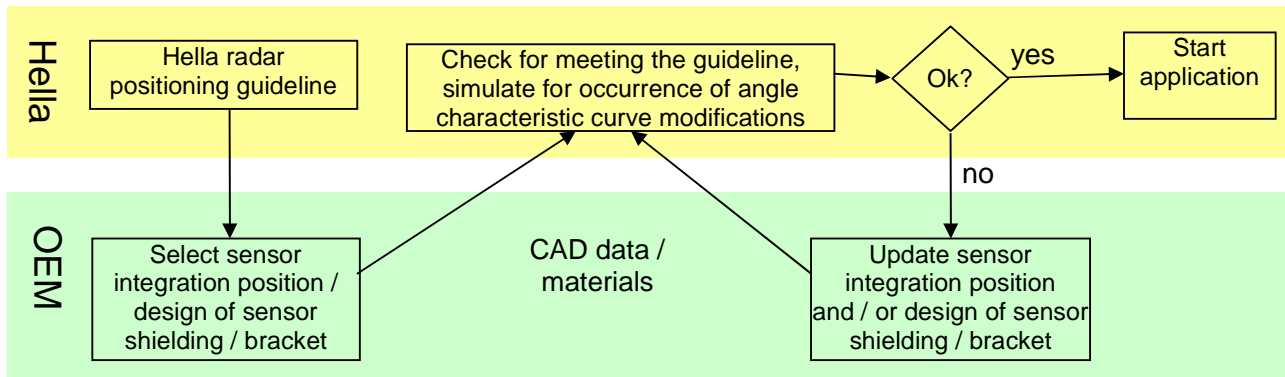 Hella
Hella radar
positioning guideline
Check for meeting the guideline,
simulate for occurrence of angle
characteristic curve modifications
Ok?
yes
Start
application
no
OEM
Select sensor
integration position /
design of sensor
shielding / bracket
CAD data /
materials
Update sensor
integration position
and / or design of sensor
shielding / bracket